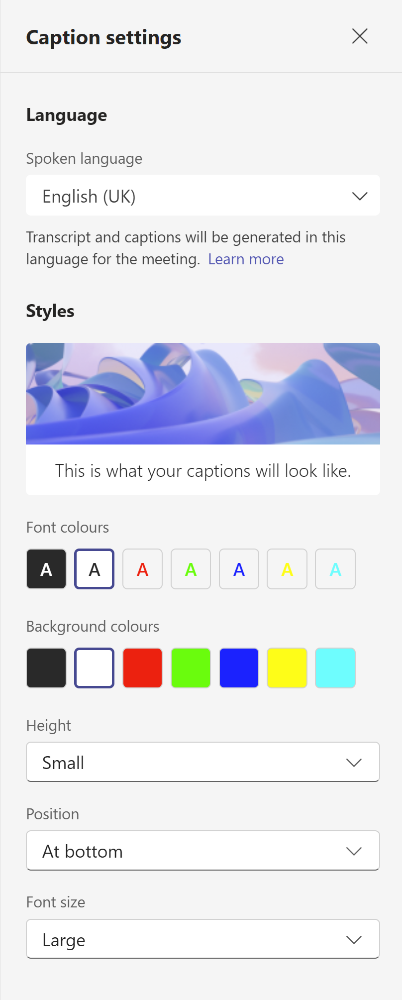 Caption settings
Language
Spoken language
English (UK)
Transcript and captions will be generated in this
language for the meeting. Learn more
Styles
This is what your captions will look like.
Font colours
A A A A A A A
Background colours
Height
Small
Position
At bottom
Font size
Large